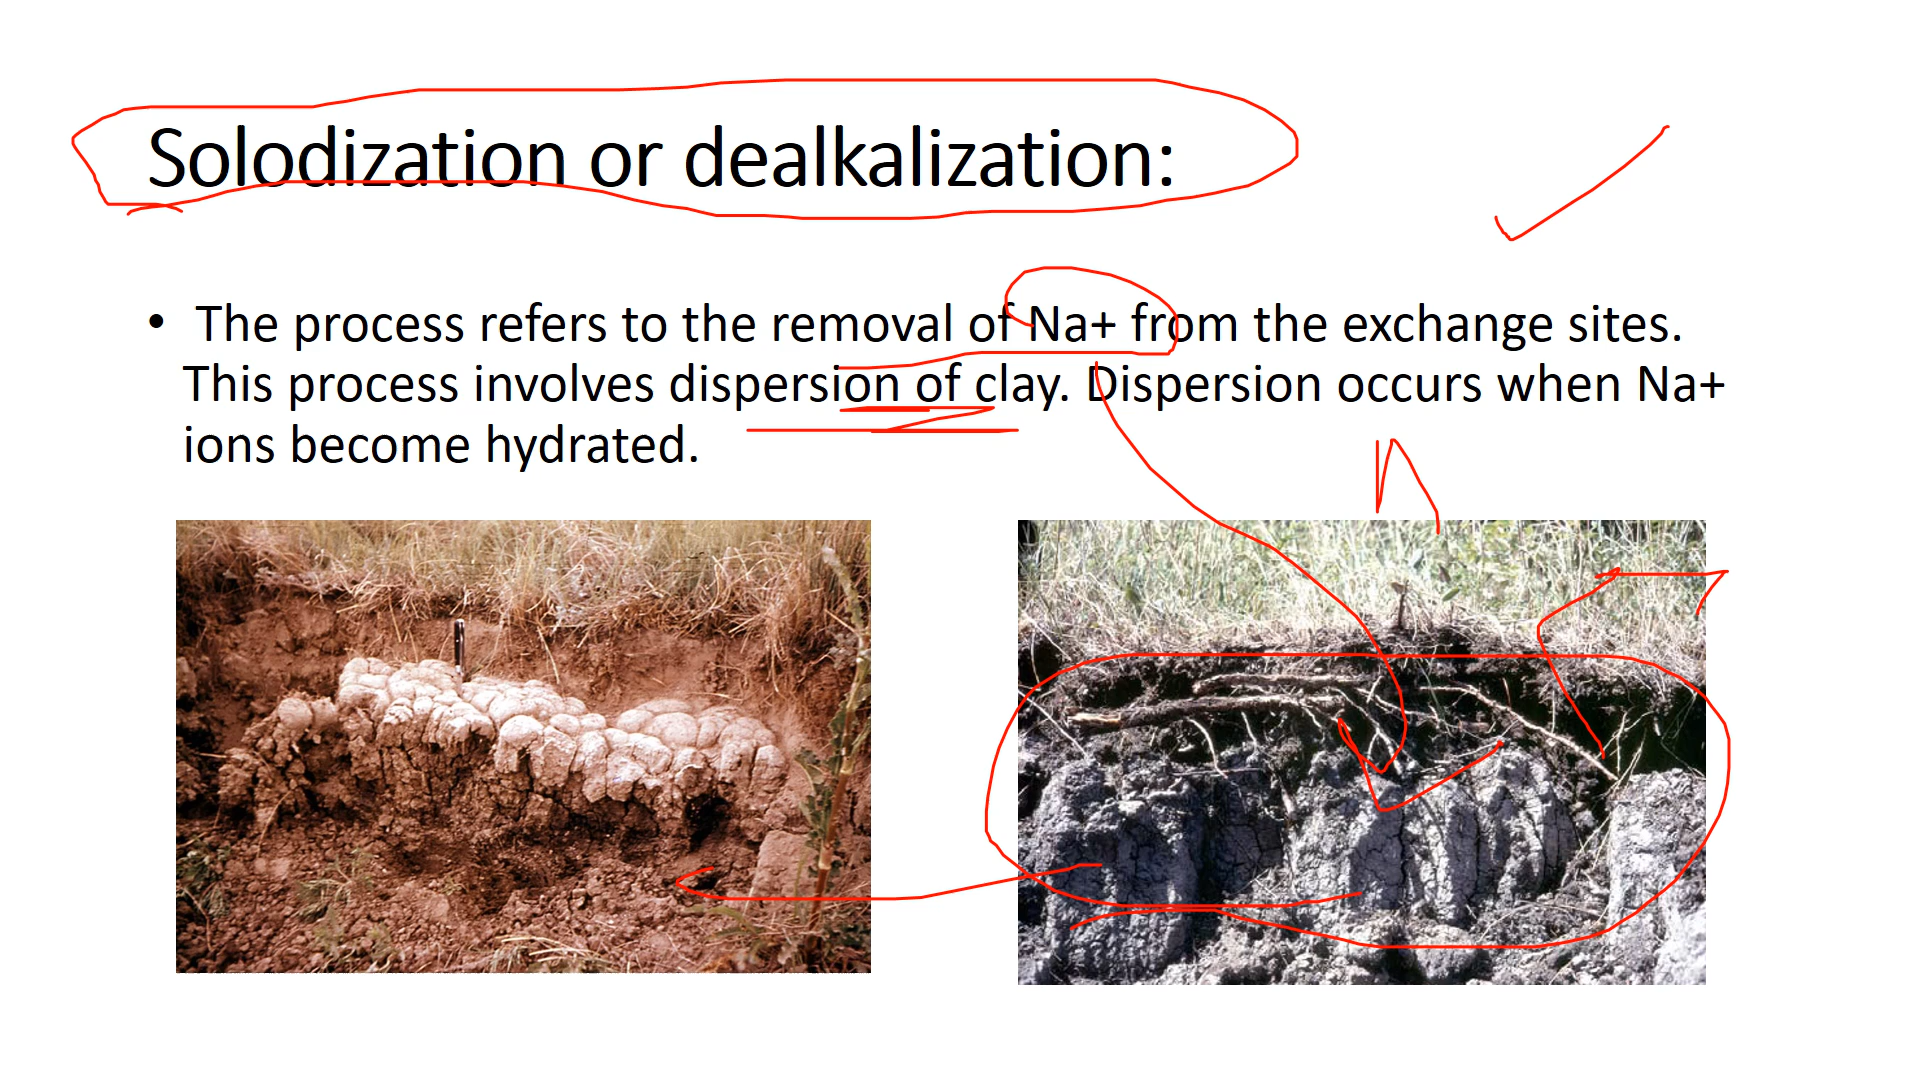 Solodization or dealkalization:
• The process refers to the removal of Na+ from the exchange sites.
This process involves dispersion of clay. Dispersion occurs when Na+
ions become hydrated.